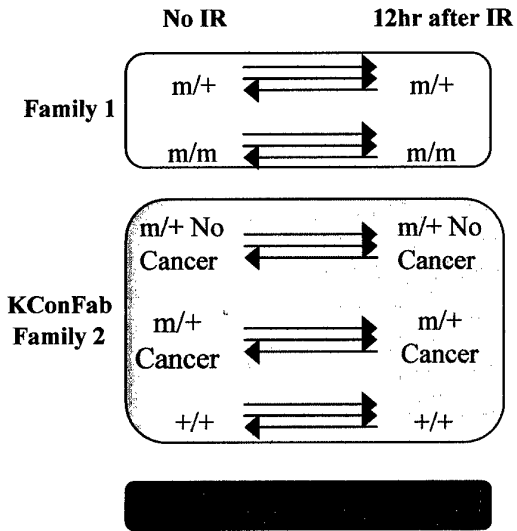 No IR 12hr after IR
Family 1
m/+ m/+
m/m m/m
KConFab
Family 2
m/+ No m/+ No
Cancer Cancer
m/+ m/+
Cancer Cancer
+/+ +/+